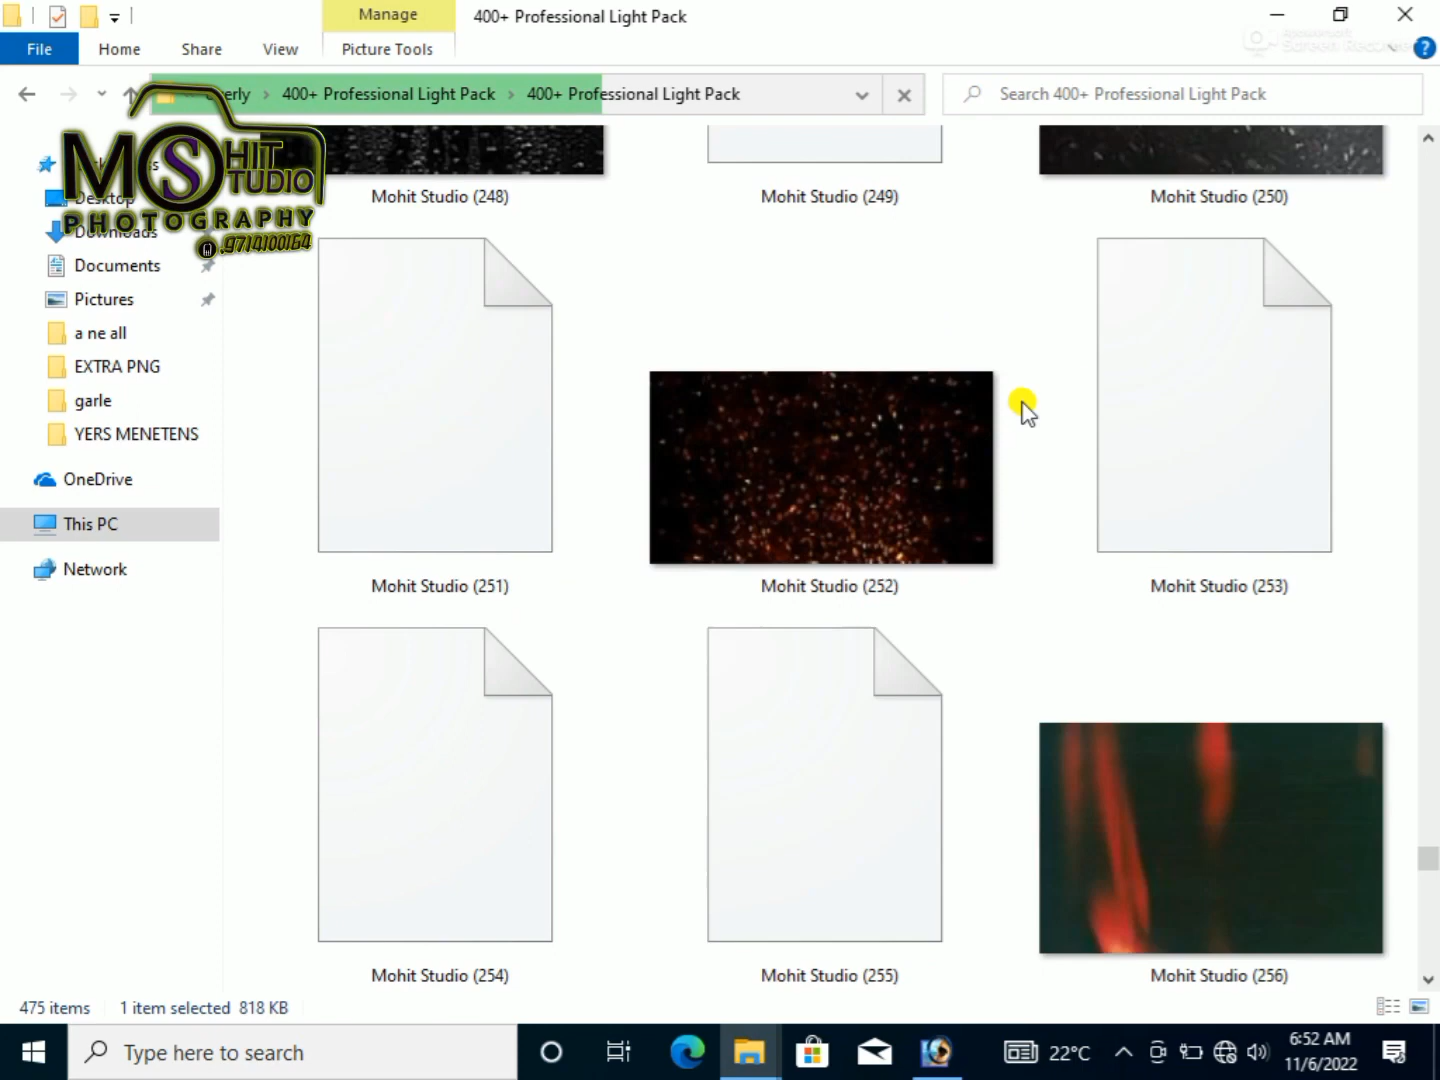 Manage
400+ Professional Light Pack
File
Home
Share
View
Picture Tools
erly > 400+ Professional Light Pack > 400+ Professional Light Pack
Search 400+ Professional Light Pack
MOHIT STUDIO
PHOTOGRAPHY
.9714100164
Desktop
Downloads
Documents
Pictures
a ne all
EXTRA PNG
garle
YERS MENETENS
OneDrive
This PC
Network
Mohit Studio (248)
Mohit Studio (249)
Mohit Studio (250)
Mohit Studio (251)
Mohit Studio (252)
Mohit Studio (253)
Mohit Studio (254)
Mohit Studio (255)
Mohit Studio (256)
475 items
1 item selected 818 KB
Type here to search
22°C
6:52 AM
11/6/2022